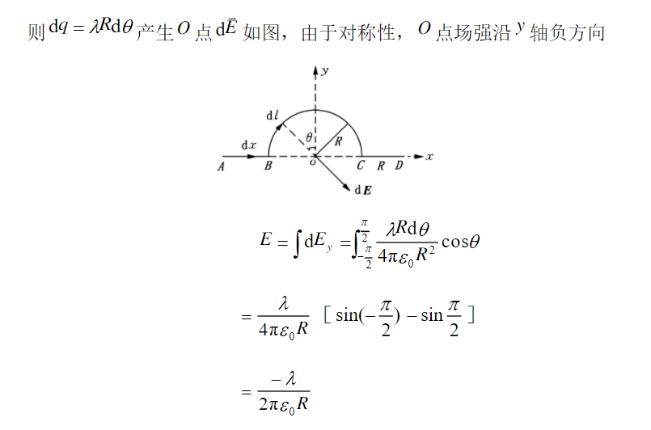 则 dq = λRdθ 产生 O 点 dE⃗ 如图，由于对称性，O 点场强沿 y 轴负方向
y
dl
θ
R
dx
A B O C R D x
dE
E = ∫dE_y = ∫_{-π/2}^{π/2} λRdθ / 4πε₀R² cosθ
= λ / 4πε₀R [ sin(-π/2) - sin π/2 ]
= -λ / 2πε₀R